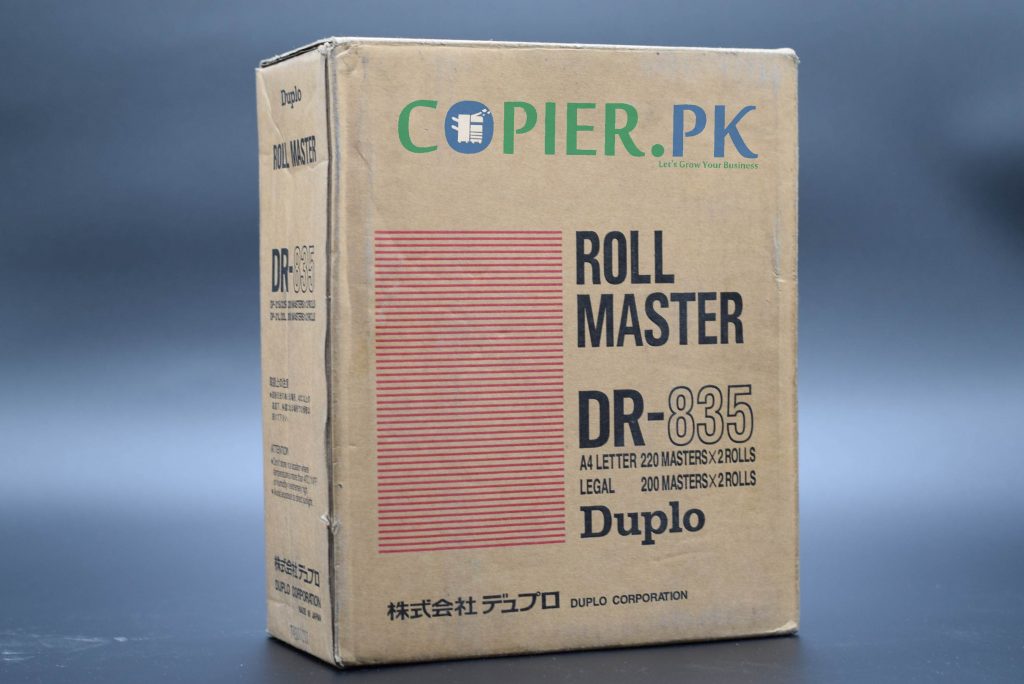 COPIER.PK
Let's Grow Your Business
ROLL
MASTER
DR-835
A4 LETTER 220 MASTERS×2 ROLLS
LEGAL 200 MASTERS×2 ROLLS
Duplo
株式会社 デュプロ DUPLO CORPORATION
Duplo
ROLL MASTER
DR-835
ATTENTION
株式会社 デュプロ
DUPLO CORPORATION
MADE IN JAPAN